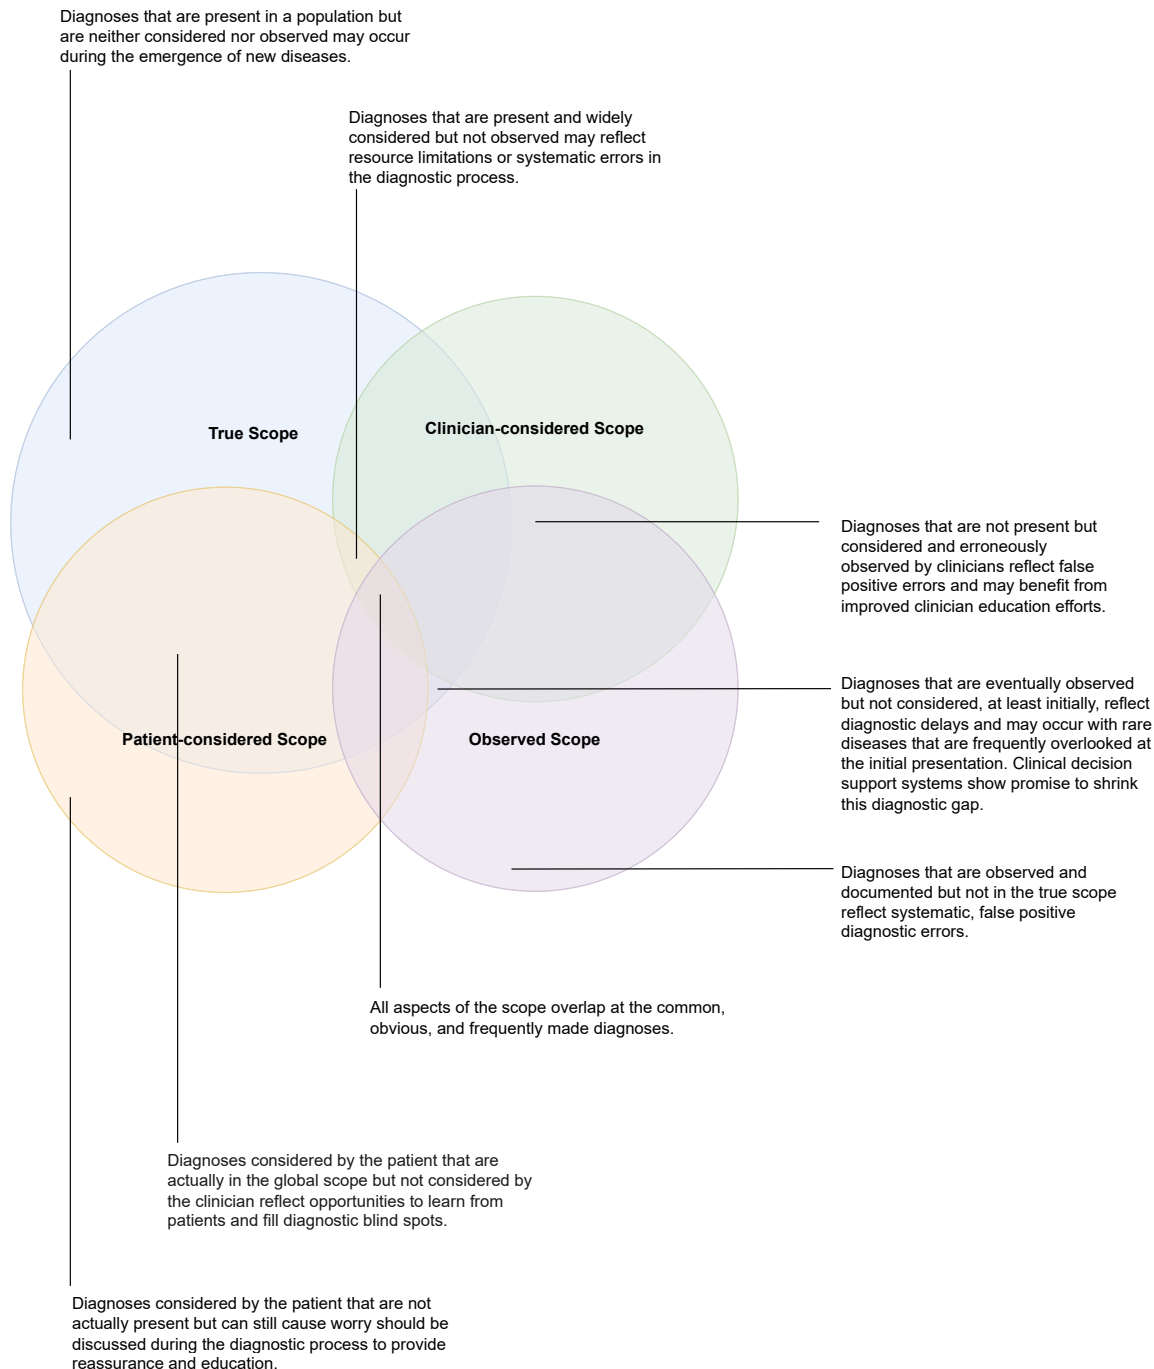 Diagnoses that are present in a population but
are neither considered nor observed may occur
during the emergence of new diseases.
Diagnoses that are present and widely
considered but not observed may reflect
resource limitations or systematic errors in
the diagnostic process.
True Scope
Clinician-considered Scope
Diagnoses that are not present but
considered and erroneously
observed by clinicians reflect false
positive errors and may benefit from
improved clinician education efforts.
Diagnoses that are eventually observed
but not considered, at least initially, reflect
diagnostic delays and may occur with rare
diseases that are frequently overlooked at
the initial presentation. Clinical decision
support systems show promise to shrink
this diagnostic gap.
Patient-considered Scope
Observed Scope
Diagnoses that are observed and
documented but not in the true scope
reflect systematic, false positive
diagnostic errors.
All aspects of the scope overlap at the common,
obvious, and frequently made diagnoses.
Diagnoses considered by the patient that are
actually in the global scope but not considered by
the clinician reflect opportunities to learn from
patients and fill diagnostic blind spots.
Diagnoses considered by the patient that are not
actually present but can still cause worry should be
discussed during the diagnostic process to provide
reassurance and education.